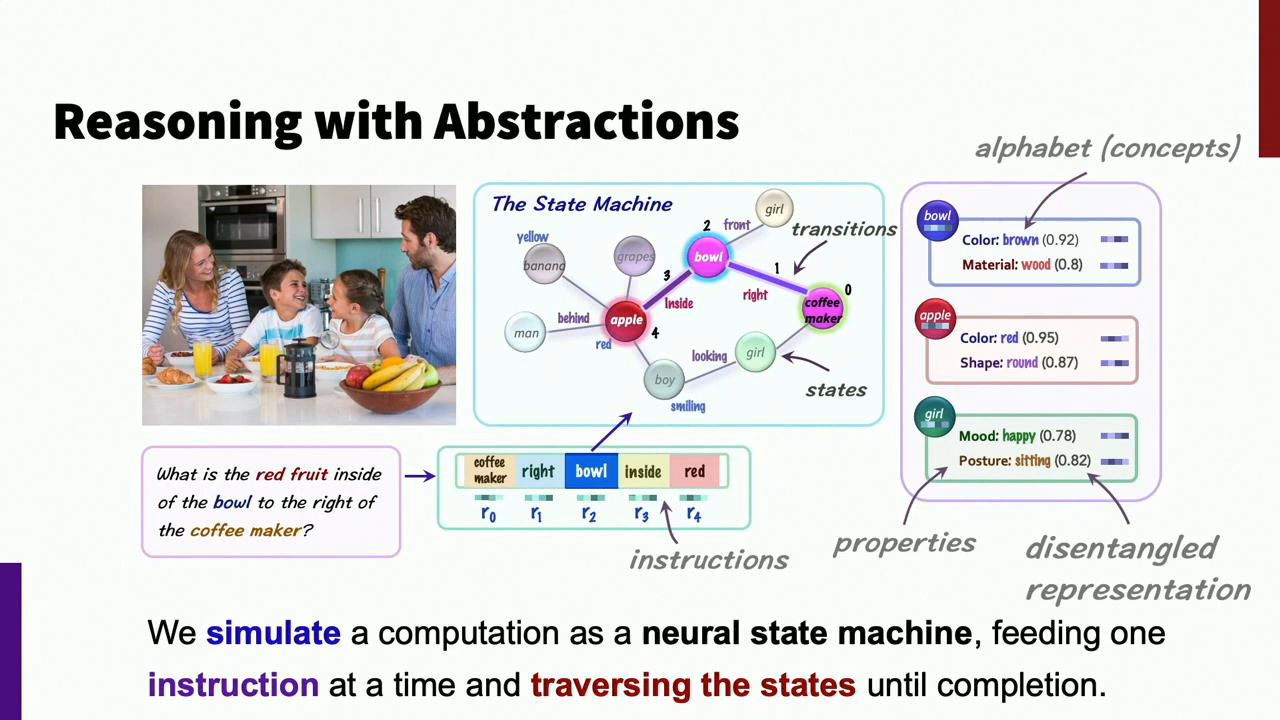 Reasoning with Abstractions
alphabet (concepts)
The State Machine
girl
2
front
transitions
yellow
banana
grapes
bowl
3
1
0
Inside
right
coffee
maker
behind
apple
4
man
red
looking
girl
boy
states
smiling
bowl
Color: brown (0.92)
Material: wood (0.8)
apple
Color: red (0.95)
Shape: round (0.87)
girl
Mood: happy (0.78)
Posture: sitting (0.82)
What is the red fruit inside
of the bowl to the right of
the coffee maker?
coffee
maker
right
bowl
inside
red
r0
r1
r2
r3
r4
instructions
properties
disentangled
representation
We simulate a computation as a neural state machine, feeding one
instruction at a time and traversing the states until completion.